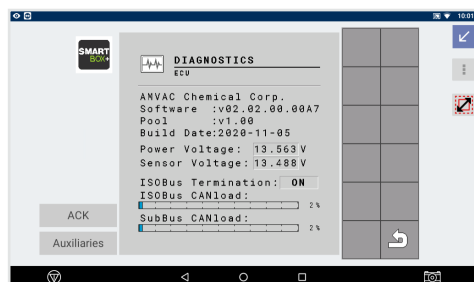 10:01
SMART
BOX+
DIAGNOSTICS
ECU
AMVAC Chemical Corp.
Software :v02.02.00.00A7
Pool :v1.00
Build Date:2020-11-05
Power Voltage: 13.563 V
Sensor Voltage: 13.488 V
ISOBus Termination: ON
ISOBus CANload:
2%
SubBus CANload:
2%
ACK
Auxiliaries